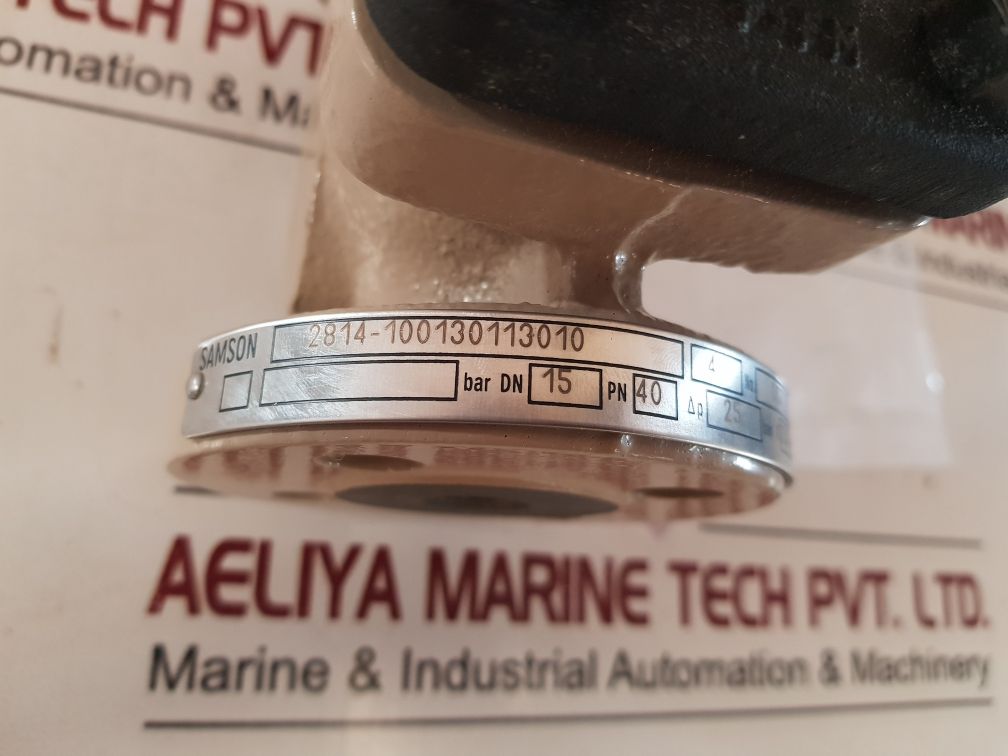 TECH PVT
omation & Ma
SAMSON 2814-100130113010 4
bar DN 15 PN 40 Δp 25
AELIYA MARINE TECH PVT. LTD.
Marine & Industrial Automation & Machinery